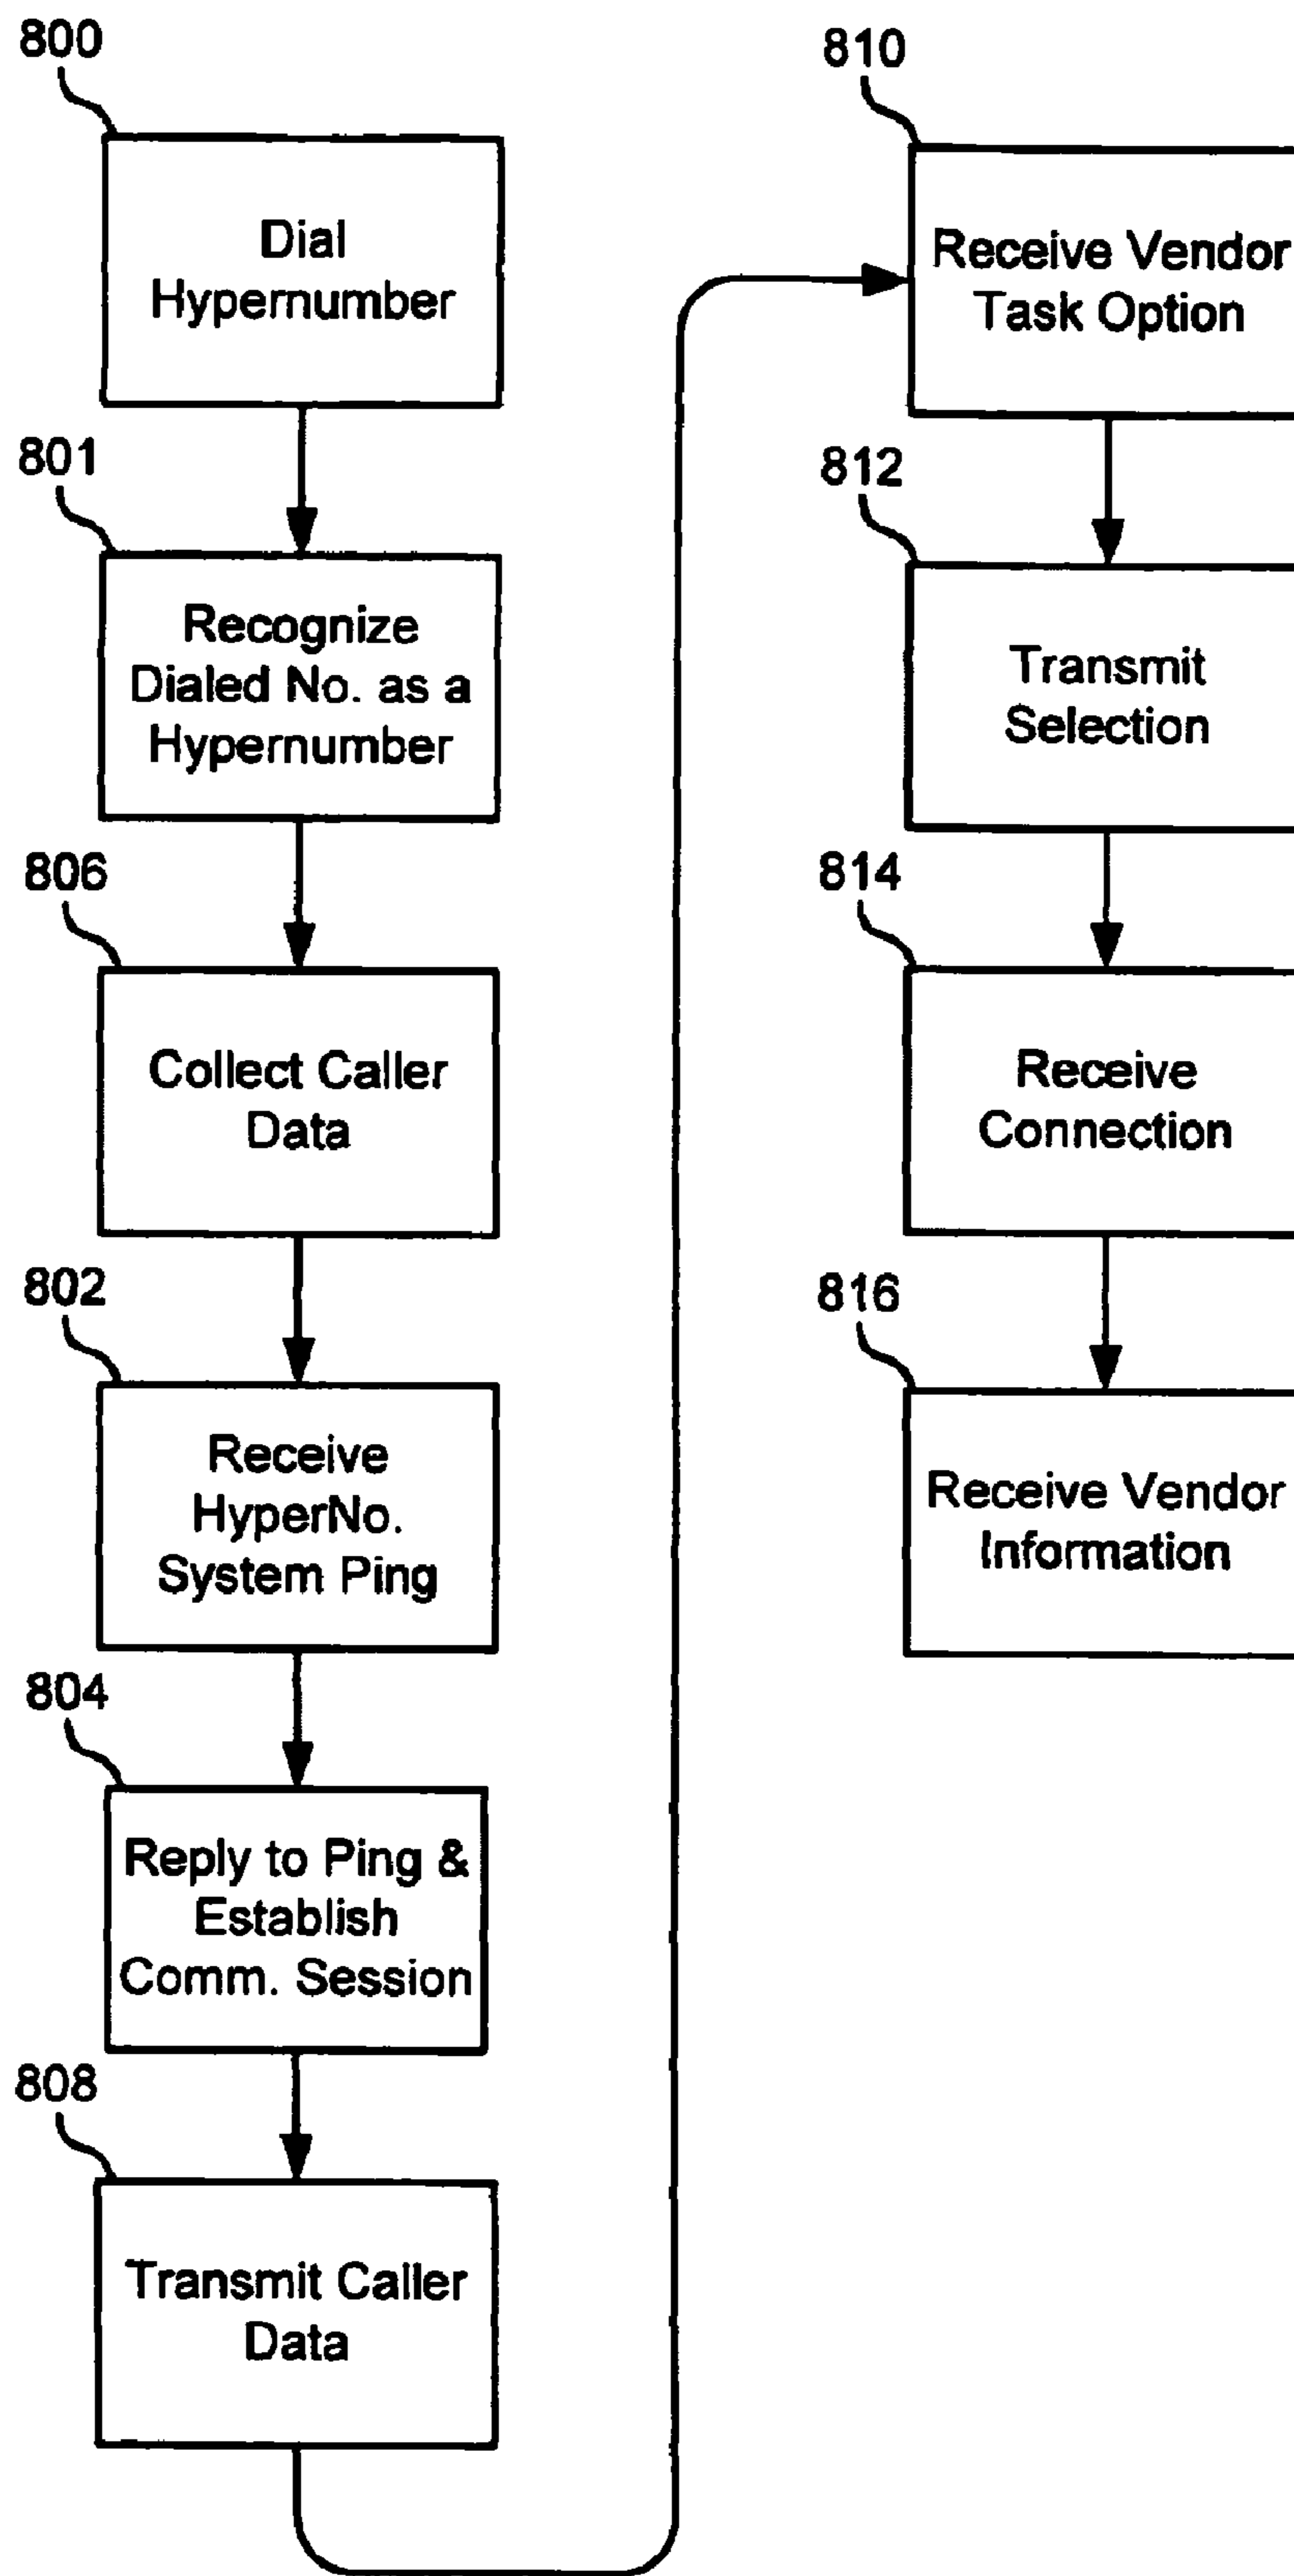 800
Dial
Hypernumber
801
Recognize
Dialed No. as a
Hypernumber
806
Collect Caller
Data
802
Receive
HyperNo.
System Ping
804
Reply to Ping &
Establish
Comm. Session
808
Transmit Caller
Data
810
Receive Vendor
Task Option
812
Transmit
Selection
814
Receive
Connection
816
Receive Vendor
Information